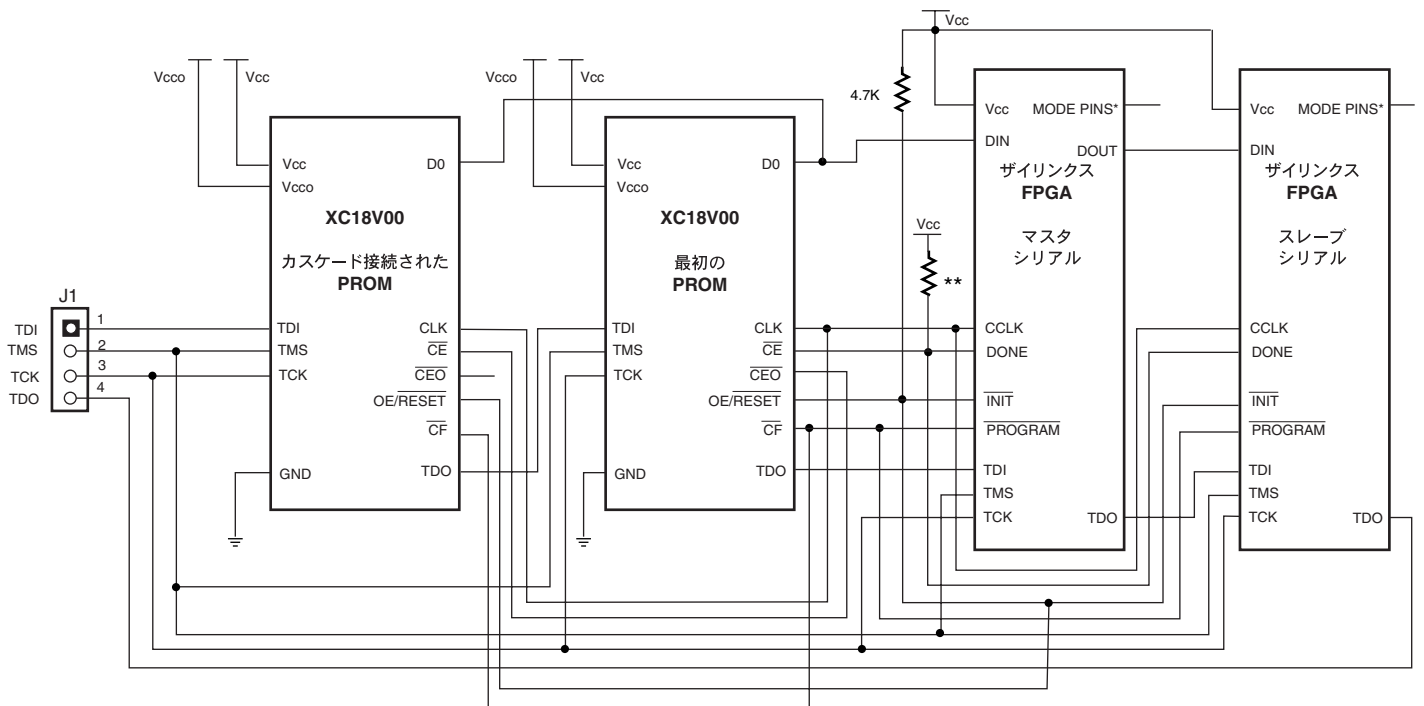 Vcc
Vcco
Vcc
Vcco
Vcc
4.7K
Vcc
MODE PINS*
Vcc
MODE PINS*
DIN
DOUT
DIN
Vcc
Vcco
D0
Vcc
Vcco
D0
ザイリンクス
FPGA
マスタ
シリアル
ザイリンクス
FPGA
スレーブ
シリアル
XC18V00
カスケード接続された
PROM
XC18V00
最初の
PROM
Vcc
**
J1
TDI
1
TMS
2
TCK
3
TDO
4
TDI
TMS
TCK
GND
CLK
CE
CEO
OE/RESET
CF
TDO
TDI
TMS
TCK
GND
CLK
CE
CEO
OE/RESET
CF
TDO
CCLK
DONE
INIT
PROGRAM
TDI
TMS
TCK
TDO
CCLK
DONE
INIT
PROGRAM
TDI
TMS
TCK
TDO